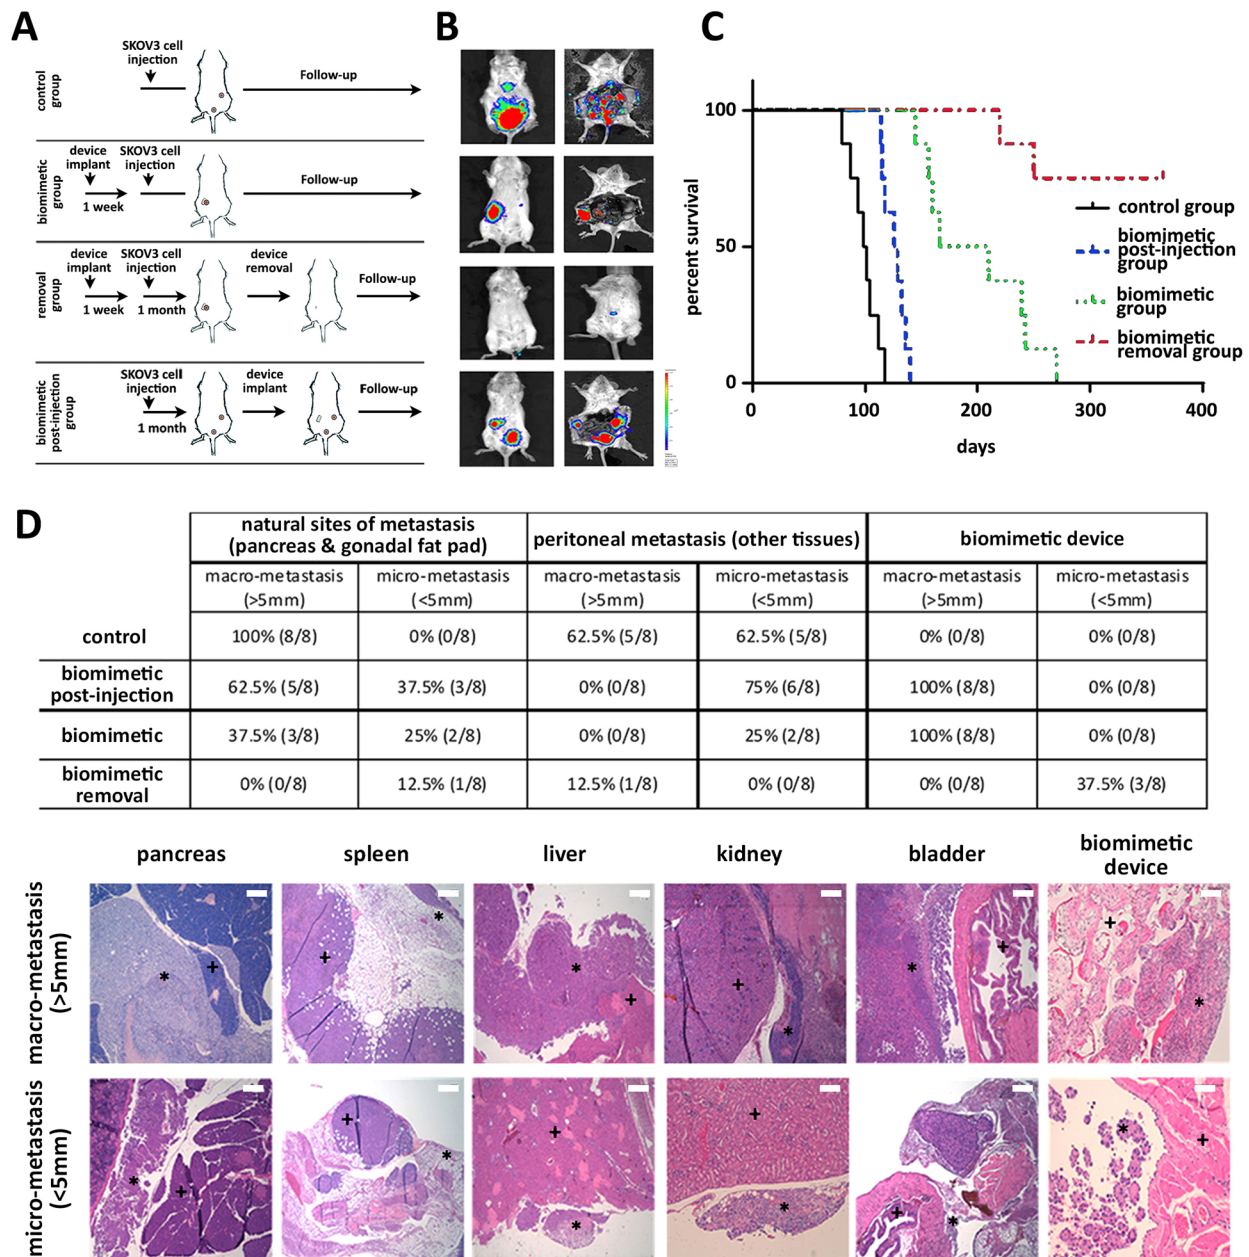 A
control
group
SKOV3 cell
injection
Follow-up
biomimetic
group
device
implant
SKOV3 cell
injection
1 week
Follow-up
removal
group
device
implant
SKOV3 cell
injection
device
removal
1 week
1 month
Follow-up
biomimetic
post-injection
group
SKOV3 cell
injection
device
implant
1 month
Follow-up
B
C
percent survival
100
50
0
0
100
200
300
400
days
control group
biomimetic
post-injection
group
biomimetic
group
biomimetic
removal group
D
natural sites of metastasis
(pancreas & gonadal fat pad)
peritoneal metastasis (other tissues)
biomimetic device
macro-metastasis
(>5mm)
micro-metastasis
(<5mm)
macro-metastasis
(>5mm)
micro-metastasis
(<5mm)
macro-metastasis
(>5mm)
micro-metastasis
(<5mm)
control
100% (8/8)
0% (0/8)
62.5% (5/8)
62.5% (5/8)
0% (0/8)
0% (0/8)
biomimetic
post-injection
62.5% (5/8)
37.5% (3/8)
0% (0/8)
75% (6/8)
100% (8/8)
0% (0/8)
biomimetic
37.5% (3/8)
25% (2/8)
0% (0/8)
25% (2/8)
100% (8/8)
0% (0/8)
biomimetic
removal
0% (0/8)
12.5% (1/8)
12.5% (1/8)
0% (0/8)
0% (0/8)
37.5% (3/8)
pancreas
spleen
liver
kidney
bladder
biomimetic
device
macro-metastasis
(>5mm)
micro-metastasis
(<5mm)